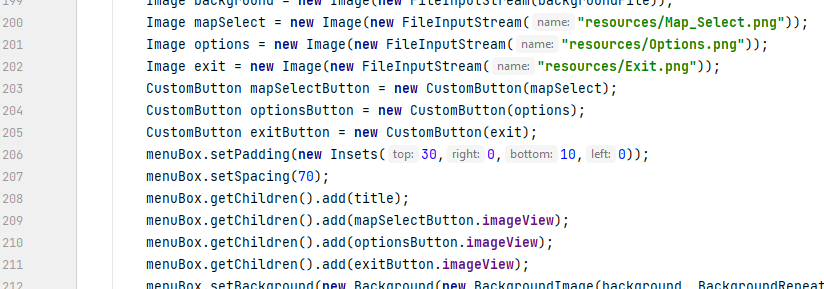 199 Image background = new Image(new FileInputStream(backgroundFile));
200 Image mapSelect = new Image(new FileInputStream( name: "resources/Map_Select.png"));
201 Image options = new Image(new FileInputStream( name: "resources/Options.png"));
202 Image exit = new Image(new FileInputStream( name: "resources/Exit.png"));
203 CustomButton mapSelectButton = new CustomButton(mapSelect);
204 CustomButton optionsButton = new CustomButton(options);
205 CustomButton exitButton = new CustomButton(exit);
206 menuBox.setPadding(new Insets( top: 30, right: 0, bottom: 10, left: 0));
207 menuBox.setSpacing(70);
208 menuBox.getChildren().add(title);
209 menuBox.getChildren().add(mapSelectButton.imageView);
210 menuBox.getChildren().add(optionsButton.imageView);
211 menuBox.getChildren().add(exitButton.imageView);
212 menuBox.setBackground(new Background(new BackgroundImage(background, BackgroundRepeat